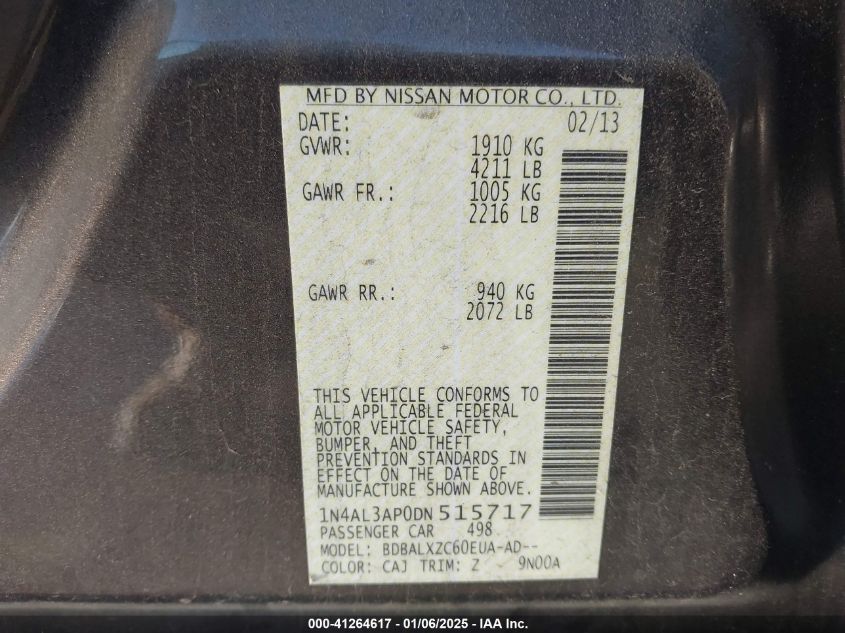 MFD BY NISSAN MOTOR CO., LTD.
DATE: 02/13
GVWR: 1910 KG
4211 LB
GAWR FR.: 1005 KG
2216 LB
GAWR RR.: 940 KG
2072 LB
THIS VEHICLE CONFORMS TO
ALL APPLICABLE FEDERAL
MOTOR VEHICLE SAFETY,
BUMPER, AND THEFT
PREVENTION STANDARDS IN
EFFECT ON THE DATE OF
MANUFACTURE SHOWN ABOVE.
1N4AL3AP0DN515717
PASSENGER CAR 498
MODEL: BDBALXZC60EUA-AD--
COLOR: CAJ TRIM: Z 9N00A
000-41264617 — 01/06/2025 — IAA Inc.